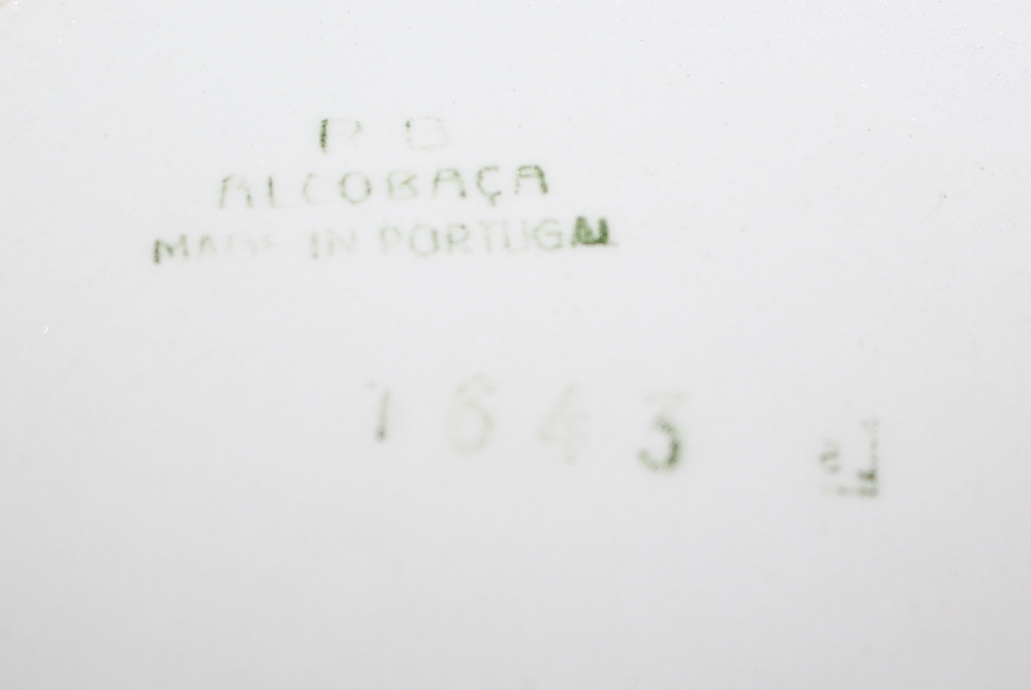 R B
ALCOBAÇA
MADE IN PORTUGAL
1643